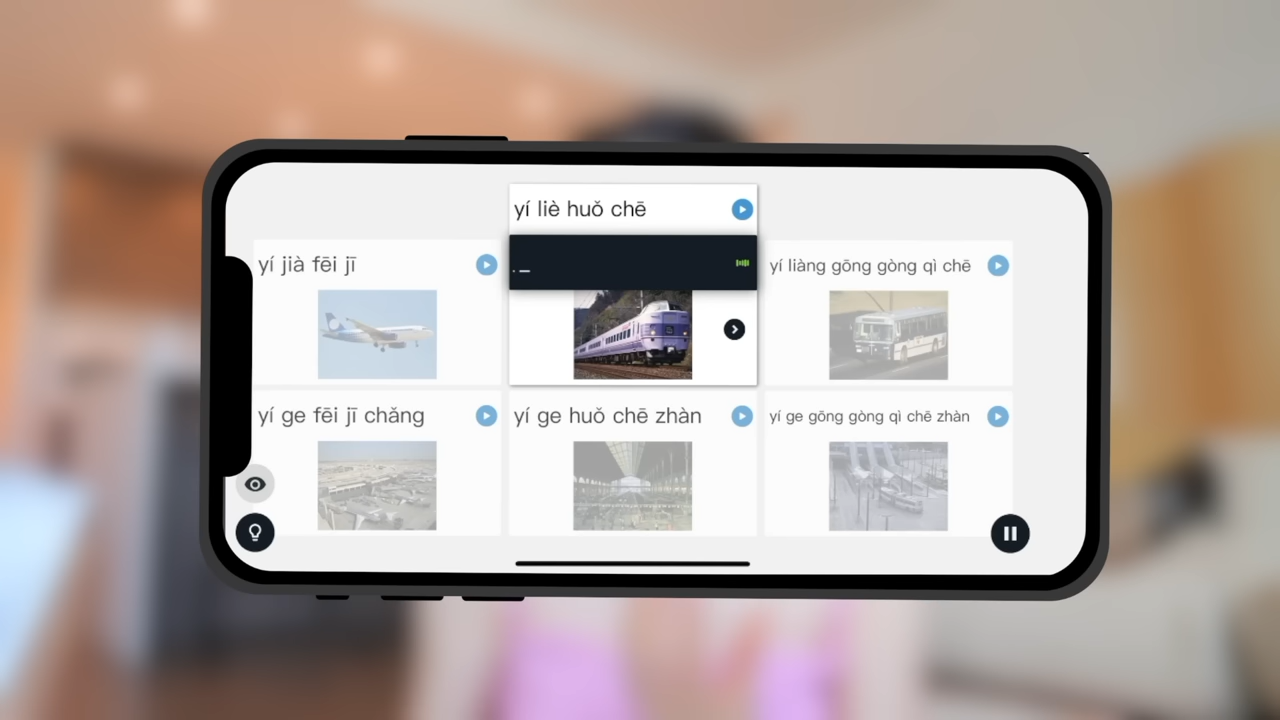 yí liè huǒ chē
yí jià fēi jī
yí liàng gōng gòng qì chē
yí ge fēi jī chǎng
yí ge huǒ chē zhàn
yí ge gōng gòng qì chē zhàn